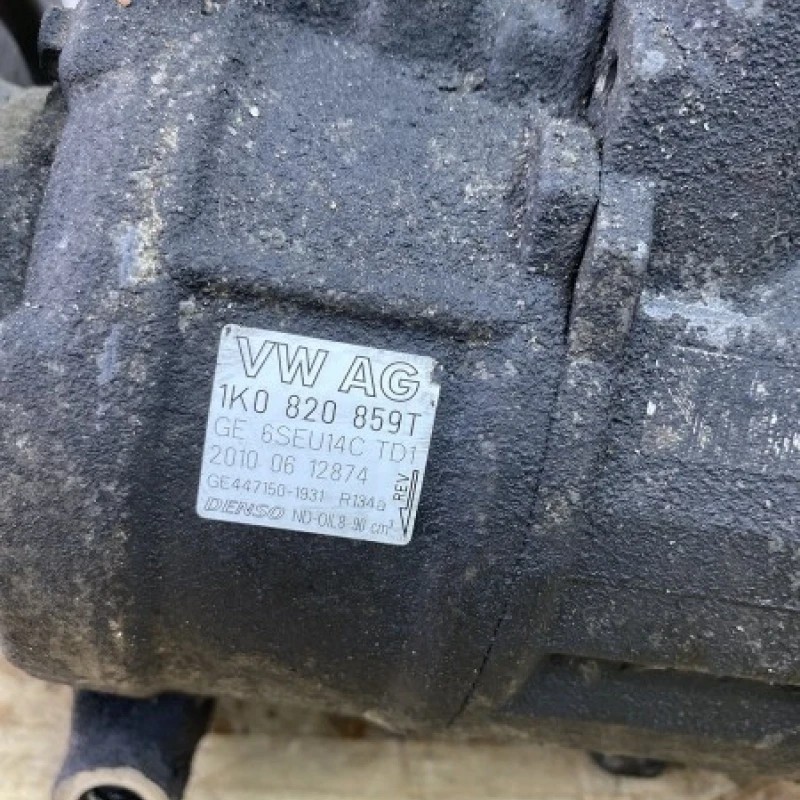 VW AG
1K0 820 859T
GE 6SEU14C TD1
2010 06 12874
GE447150-1931 R134a
DENSO ND-OIL8-90 cm³
REV